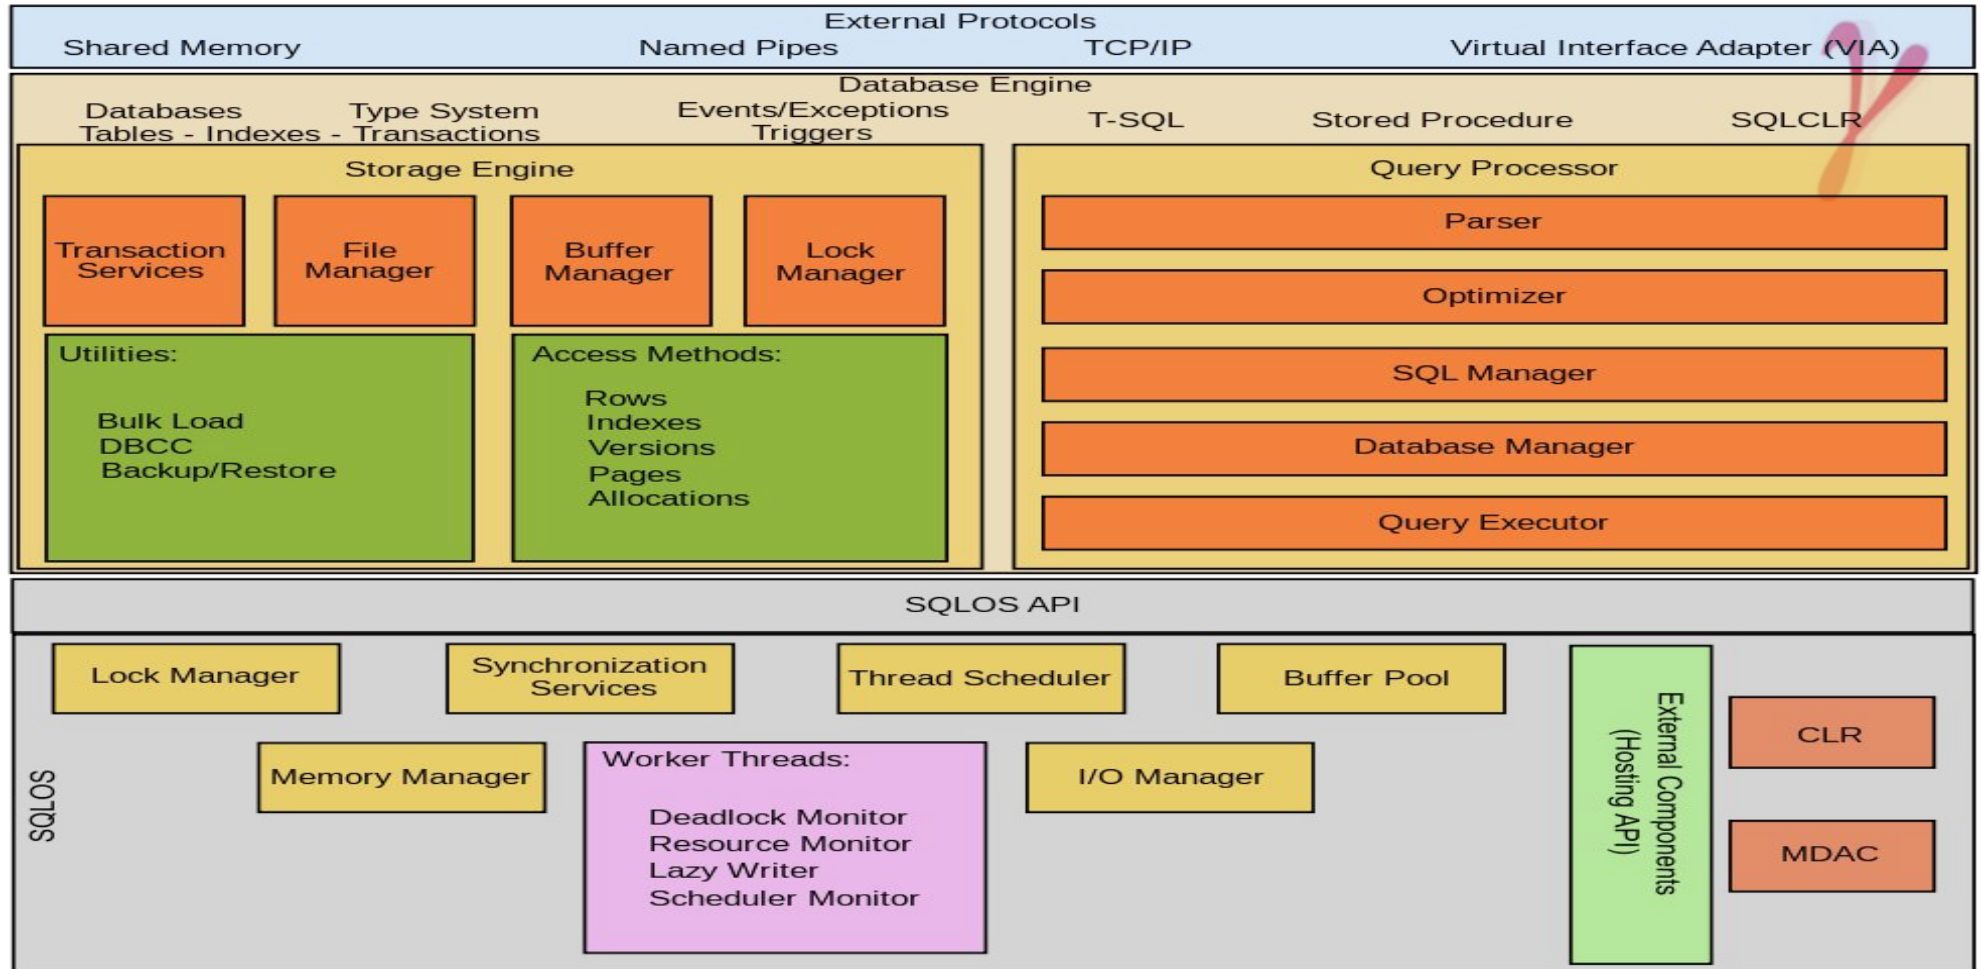 External Protocols
Shared Memory Named Pipes TCP/IP Virtual Interface Adapter (VIA)
Database Engine
Databases Type System Events/Exceptions
Tables - Indexes - Transactions Triggers
T-SQL Stored Procedure SQLCLR
Storage Engine
Transaction
Services
File
Manager
Buffer
Manager
Lock
Manager
Utilities:
Bulk Load
DBCC
Backup/Restore
Access Methods:
Rows
Indexes
Versions
Pages
Allocations
Query Processor
Parser
Optimizer
SQL Manager
Database Manager
Query Executor
SQLOS API
SQLOS
Lock Manager
Synchronization
Services
Thread Scheduler
Buffer Pool
Memory Manager
Worker Threads:
Deadlock Monitor
Resource Monitor
Lazy Writer
Scheduler Monitor
I/O Manager
External Components
(Hosting API)
CLR
MDAC